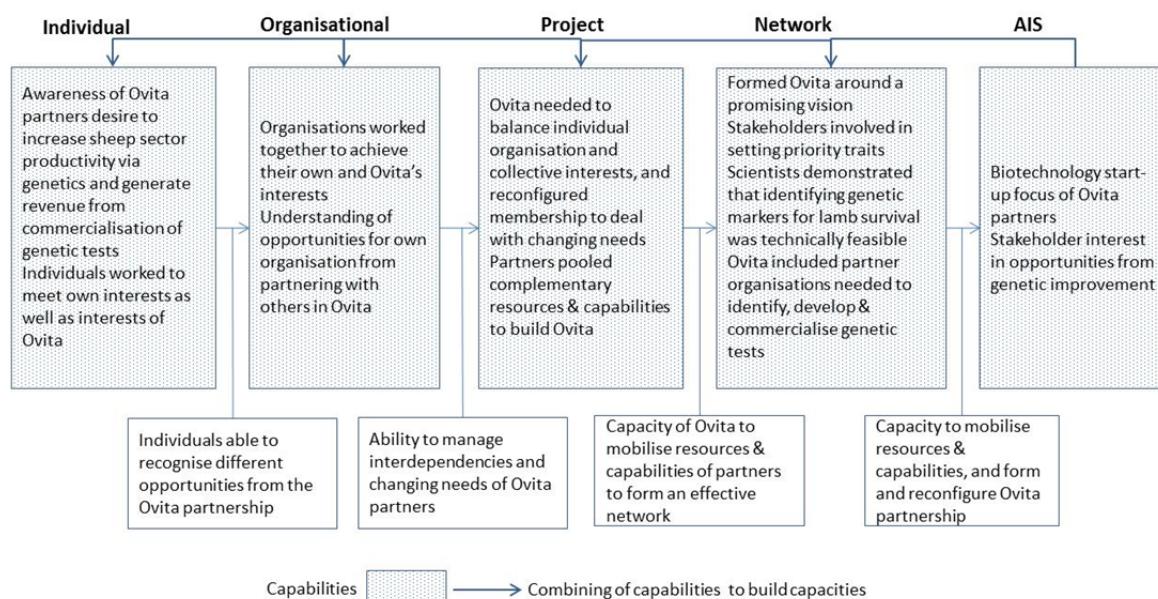 Individual
Organisational
Project
Network
AIS
Awareness of Ovita
partners desire to
increase sheep sector
productivity via
genetics and generate
revenue from
commercialisation of
genetic tests
Individuals worked to
meet own interests as
well as interests of
Ovita
Organisations worked
together to achieve
their own and Ovita's
interests
Understanding of
opportunities for own
organisation from
partnering with
others in Ovita
Ovita needed to
balance individual
organisation and
collective interests, and
reconfigured
membership to deal
with changing needs
Partners pooled
complementary
resources & capabilities
to build Ovita
Formed Ovita around a
promising vision
Stakeholders involved in
setting priority traits
Scientists demonstrated
that identifying genetic
markers for lamb survival
was technically feasible
Ovita included partner
organisations needed to
identify, develop &
commercialise genetic
tests
Biotechnology start-
up focus of Ovita
partners
Stakeholder interest
in opportunities from
genetic improvement
Individuals able to
recognise different
opportunities from the
Ovita partnership
Ability to manage
interdependencies and
changing needs of Ovita
partners
Capacity of Ovita to
mobilise resources &
capabilities of partners
to form an effective
network
Capacity to mobilise
resources &
capabilities, and form
and reconfigure Ovita
partnership
Capabilities
Combining of capabilities to build capacities